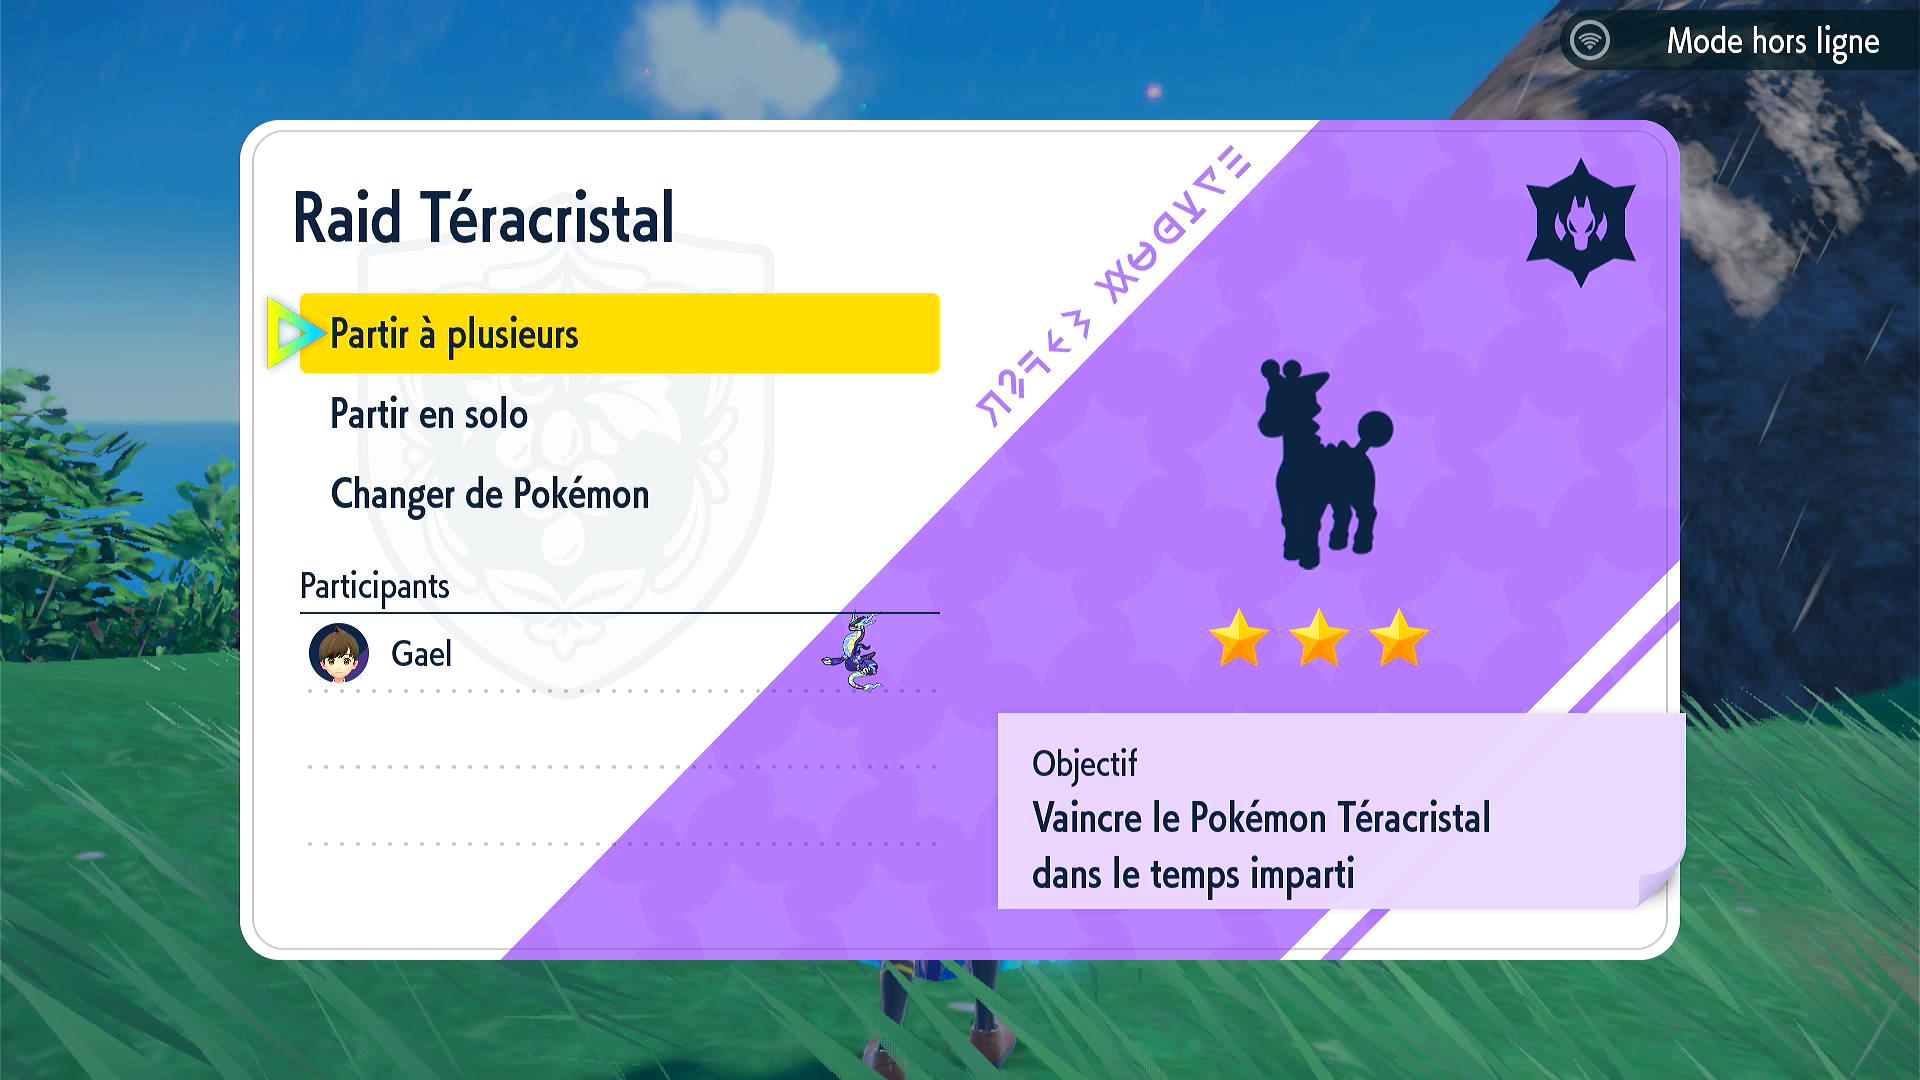 Mode hors ligne
Raid Téracristal
Partir à plusieurs
Partir en solo
Changer de Pokémon
Participants
Gael
Objectif
Vaincre le Pokémon Téracristal
dans le temps imparti